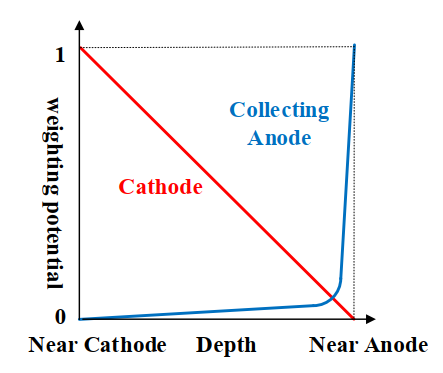 1
weighting potential
Collecting
Anode
Cathode
0
Near Cathode Depth Near Anode